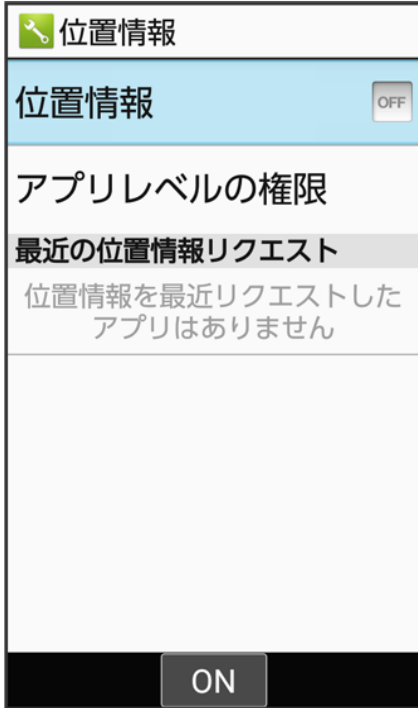 位置情報
位置情報
OFF
アプリレベルの権限
最近の位置情報リクエスト
位置情報を最近リクエストした
アプリはありません
ON